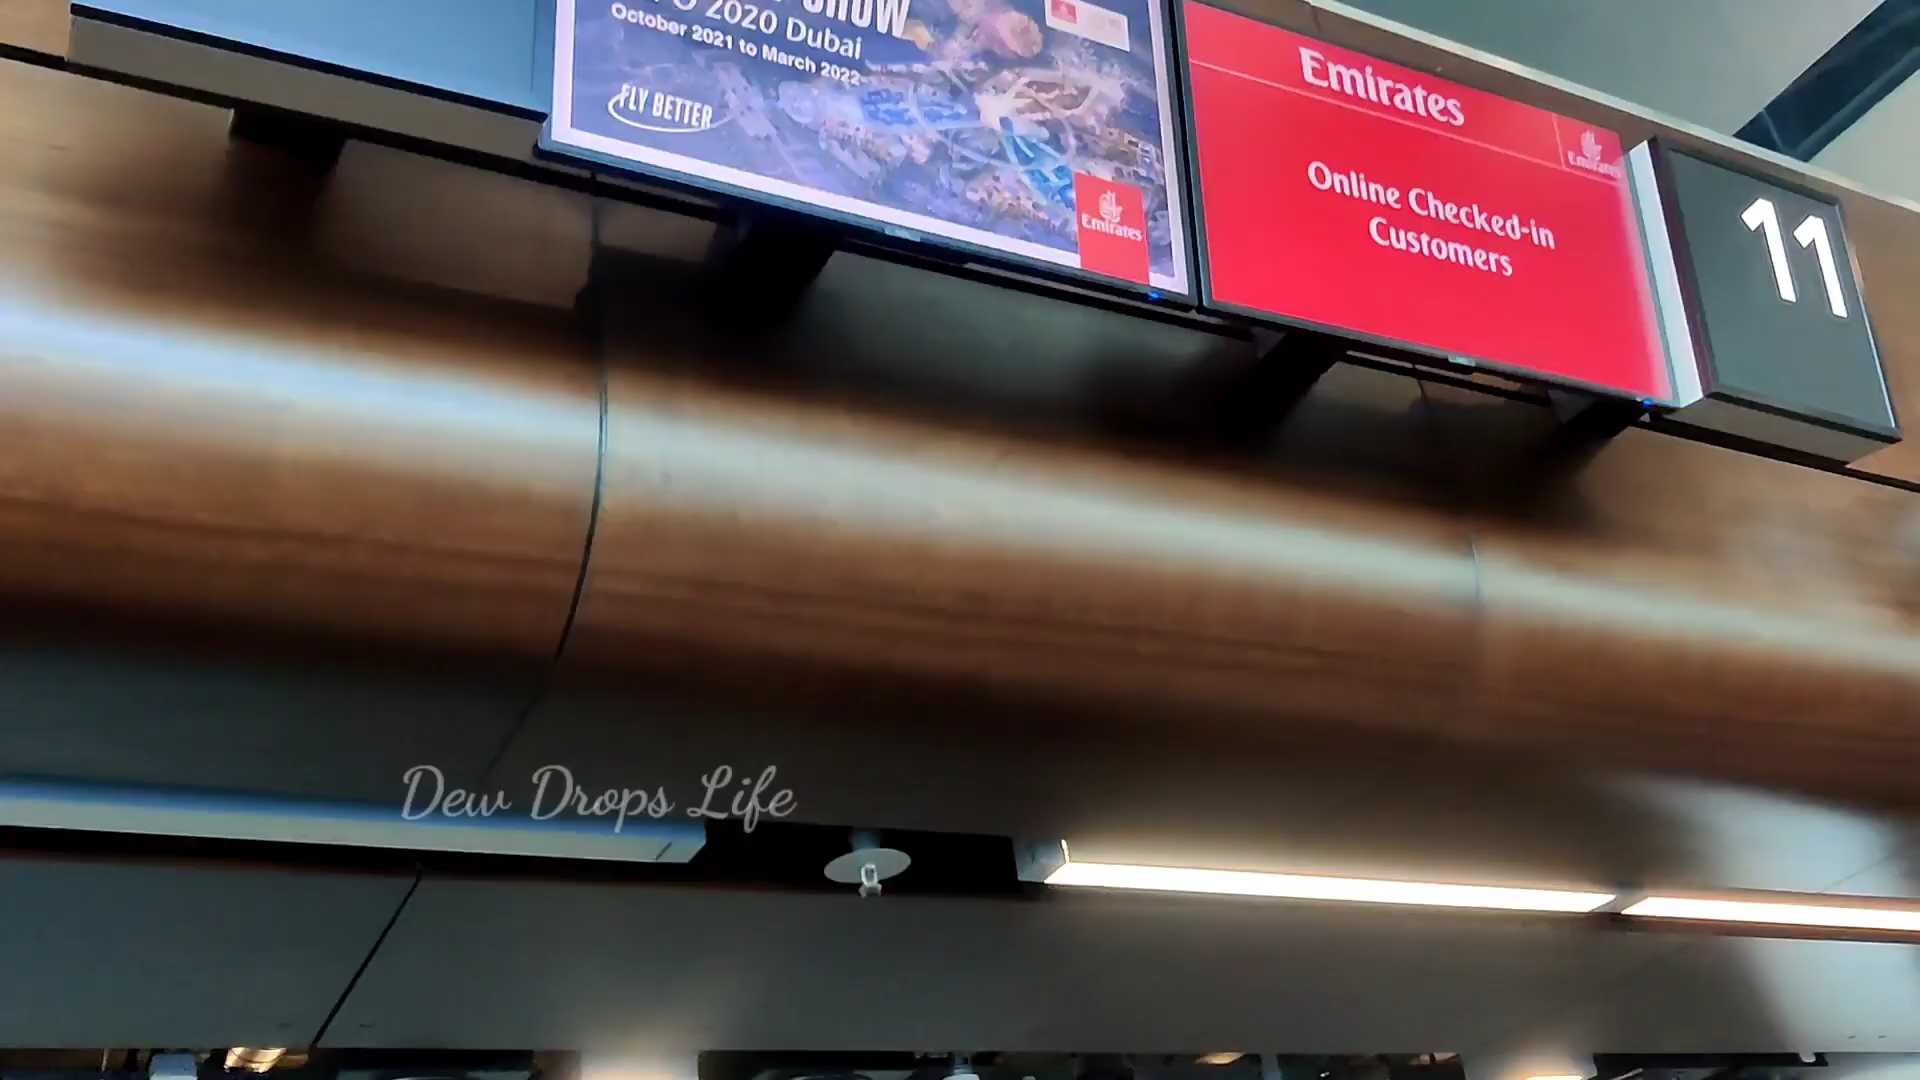 2020 Dubai
October 2021 to March 2022
FLY BETTER
Emirates
Emirates
Emirates
Online Checked-in
Customers
11
Dew Drops Life